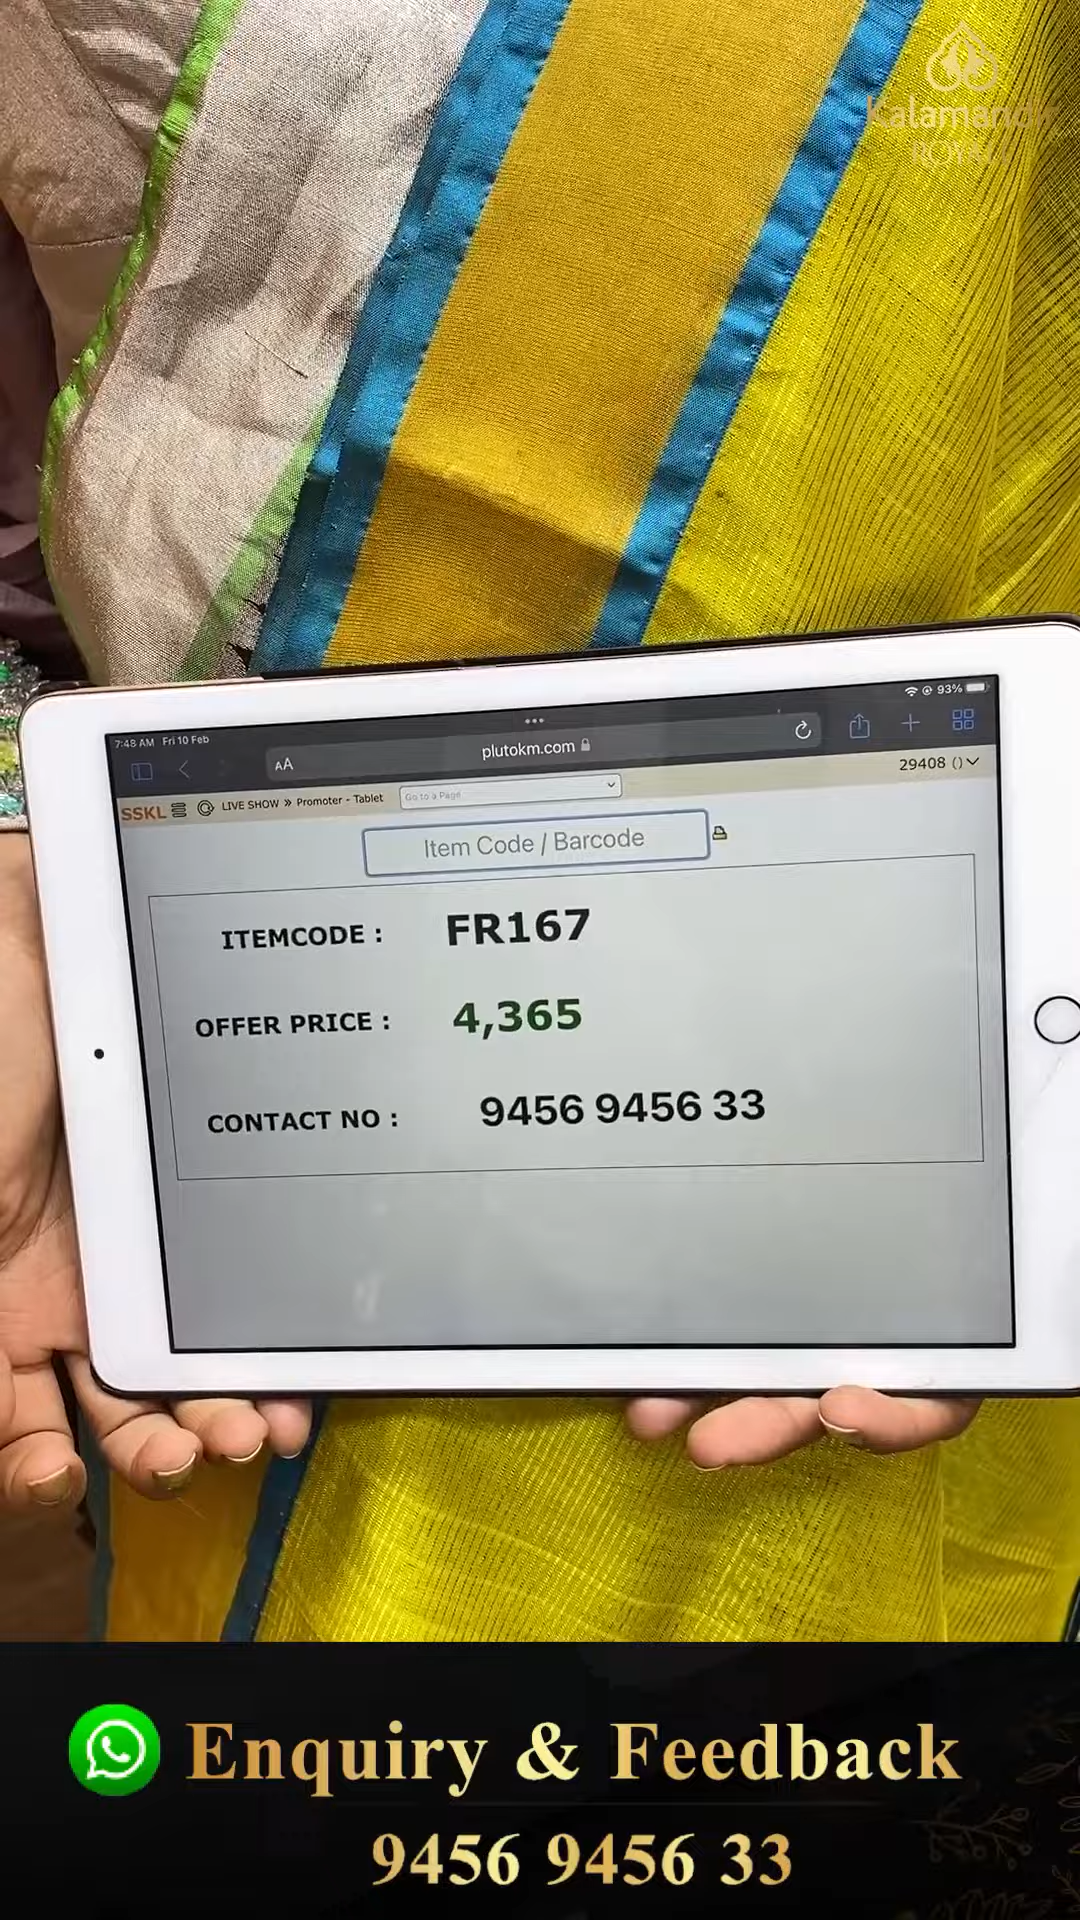 Kalamandir
ROYALE
7:48 AM Fri 10 Feb
93%
AA
plutokm.com
29408 ()
SSKL
LIVE SHOW » Promoter - Tablet
Go to a Page
Item Code / Barcode
ITEMCODE : FR167
OFFER PRICE : 4,365
CONTACT NO : 9456 9456 33
Enquiry & Feedback
9456 9456 33